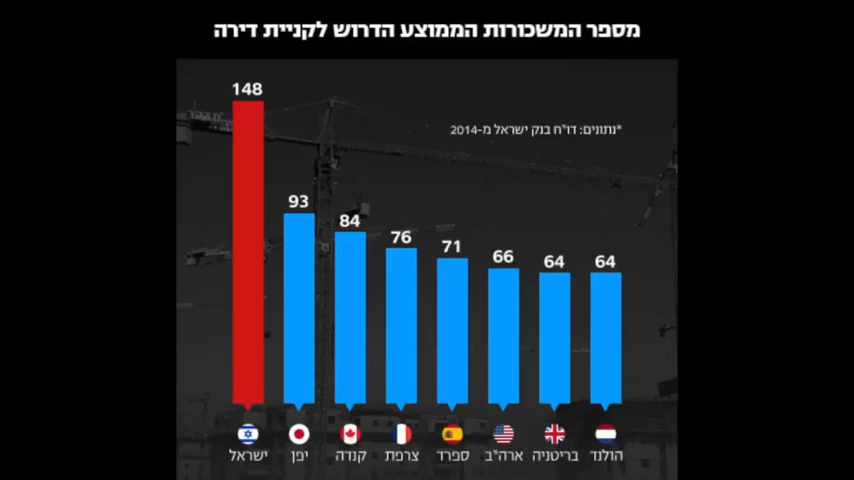 מספר המשכורות הממוצע הדרוש לקניית דירה
*נתונים: דו"ח בנק ישראל מ-2014
148
93
84
76
71
66
64
64
ישראל
יפן
קנדה
צרפת
ספרד
ארה"ב
בריטניה
הולנד